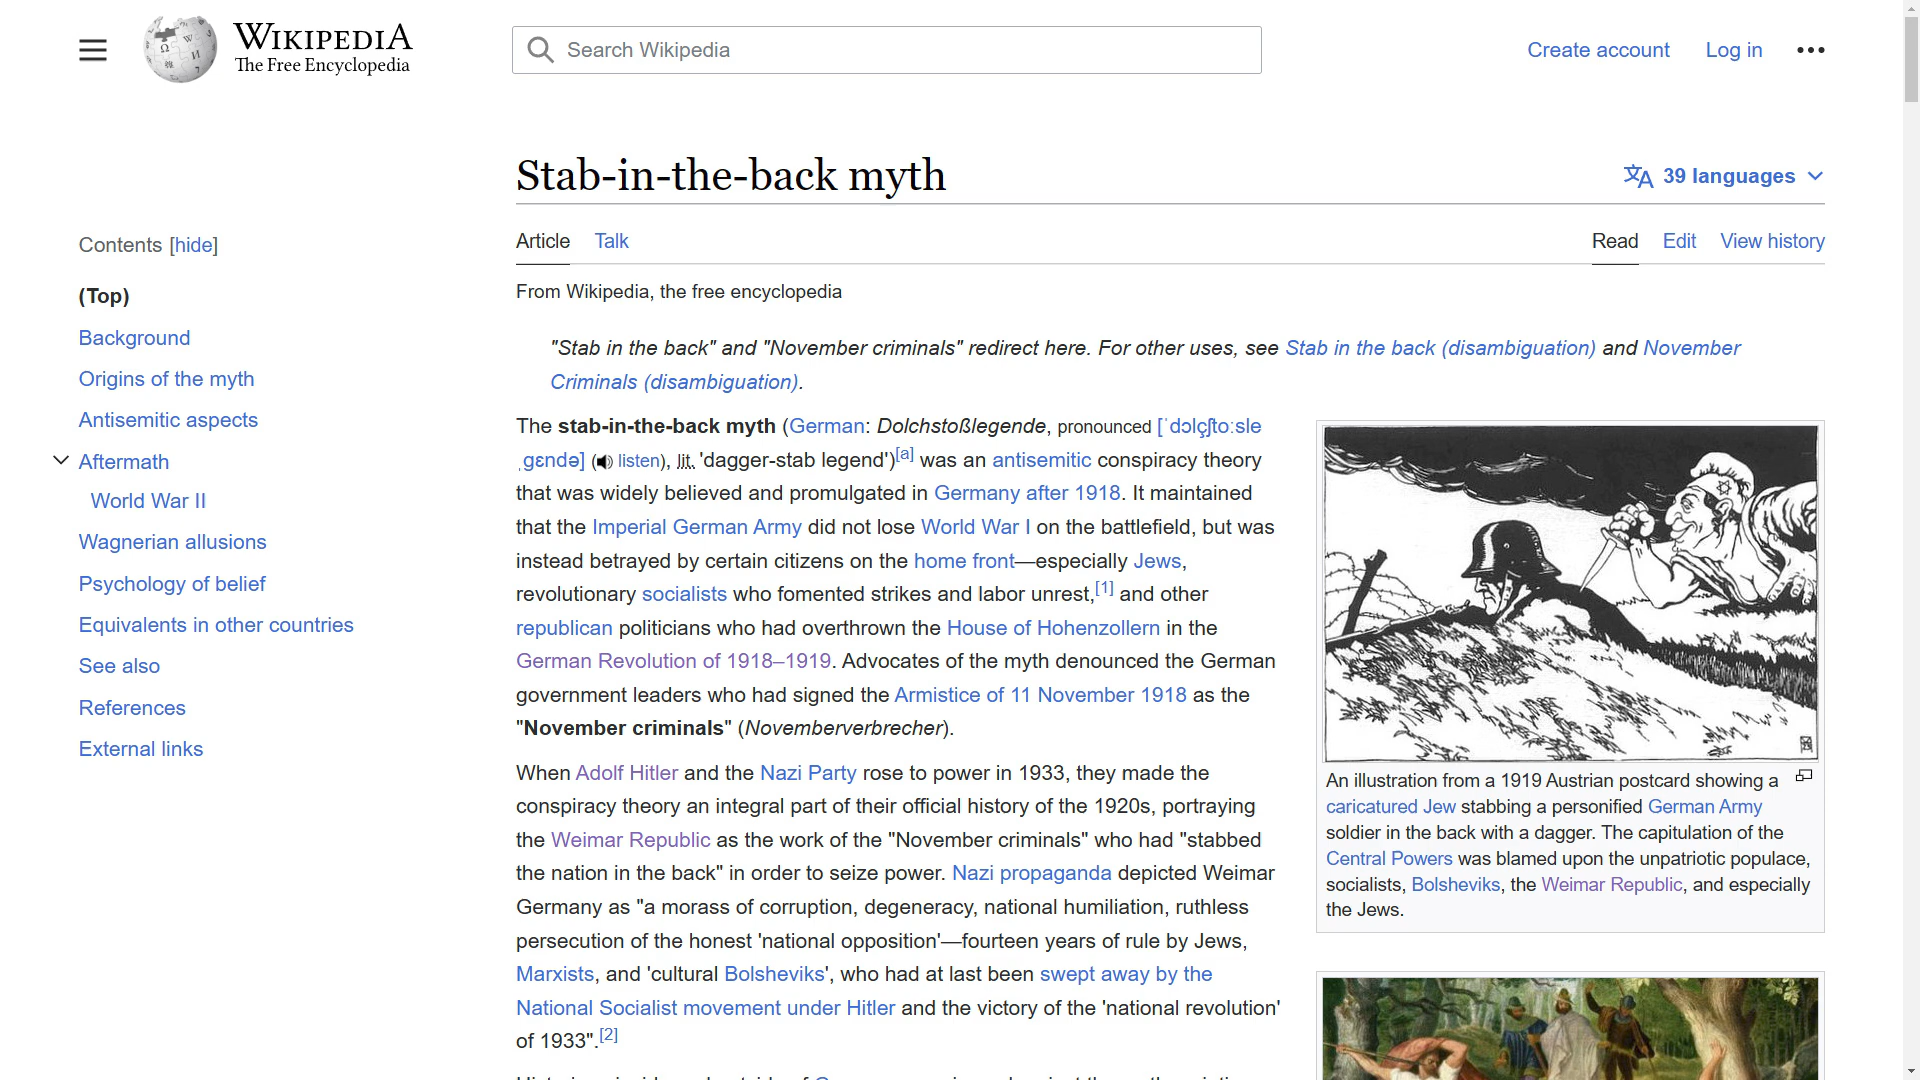 WIKIPEDIA
The Free Encyclopedia
Search Wikipedia
Create account
Log in
Stab-in-the-back myth
39 languages
Contents [hide]
(Top)
Background
Origins of the myth
Antisemitic aspects
Aftermath
World War II
Wagnerian allusions
Psychology of belief
Equivalents in other countries
See also
References
External links
Article Talk
Read Edit View history
From Wikipedia, the free encyclopedia
"Stab in the back" and "November criminals" redirect here. For other uses, see Stab in the back (disambiguation) and November
Criminals (disambiguation).
The stab-in-the-back myth (German: Dolchstoßlegende, pronounced [ˈdɔlçʃtoːsle
ˌɡɛndə] (listen), lit. 'dagger-stab legend')[a] was an antisemitic conspiracy theory
that was widely believed and promulgated in Germany after 1918. It maintained
that the Imperial German Army did not lose World War I on the battlefield, but was
instead betrayed by certain citizens on the home front—especially Jews,
revolutionary socialists who fomented strikes and labor unrest,[1] and other
republican politicians who had overthrown the House of Hohenzollern in the
German Revolution of 1918–1919. Advocates of the myth denounced the German
government leaders who had signed the Armistice of 11 November 1918 as the
"November criminals" (Novemberverbrecher).
When Adolf Hitler and the Nazi Party rose to power in 1933, they made the
conspiracy theory an integral part of their official history of the 1920s, portraying
the Weimar Republic as the work of the "November criminals" who had "stabbed
the nation in the back" in order to seize power. Nazi propaganda depicted Weimar
Germany as "a morass of corruption, degeneracy, national humiliation, ruthless
persecution of the honest 'national opposition'—fourteen years of rule by Jews,
Marxists, and 'cultural Bolsheviks', who had at last been swept away by the
National Socialist movement under Hitler and the victory of the 'national revolution'
of 1933".[2]
An illustration from a 1919 Austrian postcard showing a
caricatured Jew stabbing a personified German Army
soldier in the back with a dagger. The capitulation of the
Central Powers was blamed upon the unpatriotic populace,
socialists, Bolsheviks, the Weimar Republic, and especially
the Jews.